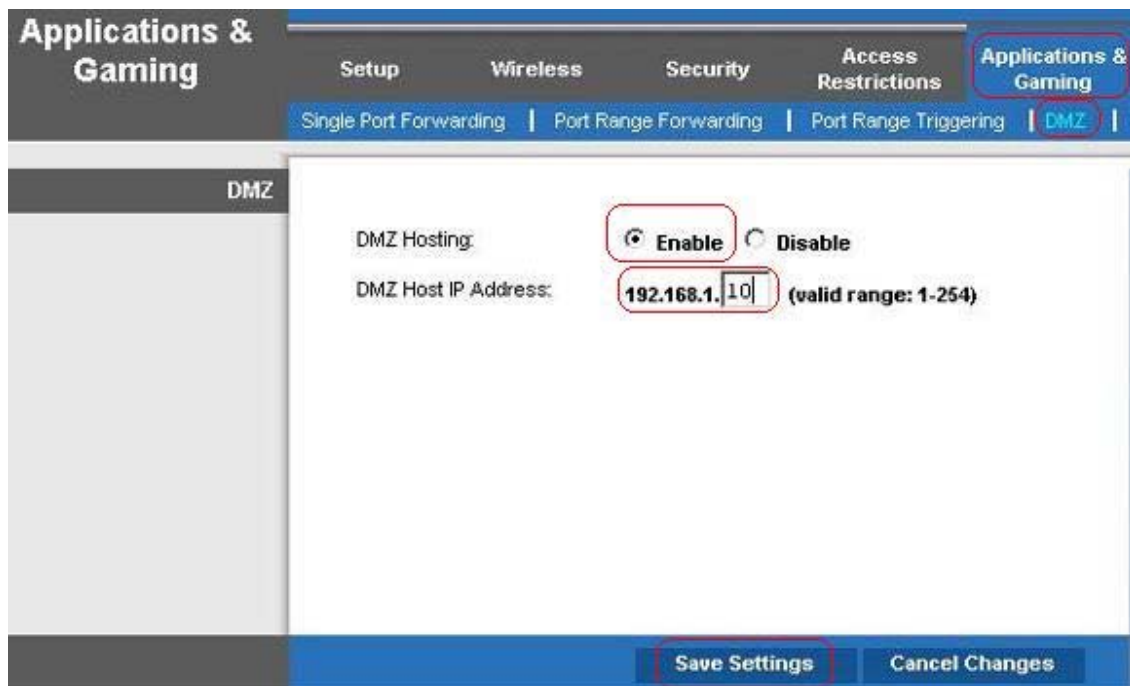 Applications &
Gaming
Setup
Wireless
Security
Access
Restrictions
Applications &
Gaming
Single Port Forwarding | Port Range Forwarding | Port Range Triggering | DMZ |
DMZ
DMZ Hosting: Enable Disable
DMZ Host IP Address: 192.168.1. 10 (valid range: 1-254)
Save Settings Cancel Changes